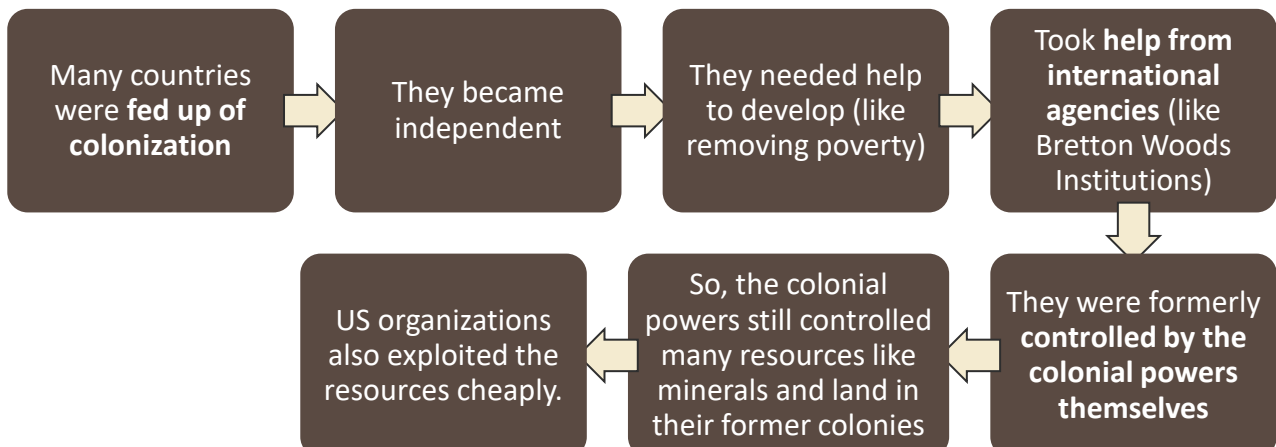 Many countries
were fed up of
colonization
They became
independent
They needed help
to develop (like
removing poverty)
Took help from
international
agencies (like
Bretton Woods
Institutions)
They were formerly
controlled by the
colonial powers
themselves
So, the colonial
powers still controlled
many resources like
minerals and land in
their former colonies
US organizations
also exploited the
resources cheaply.